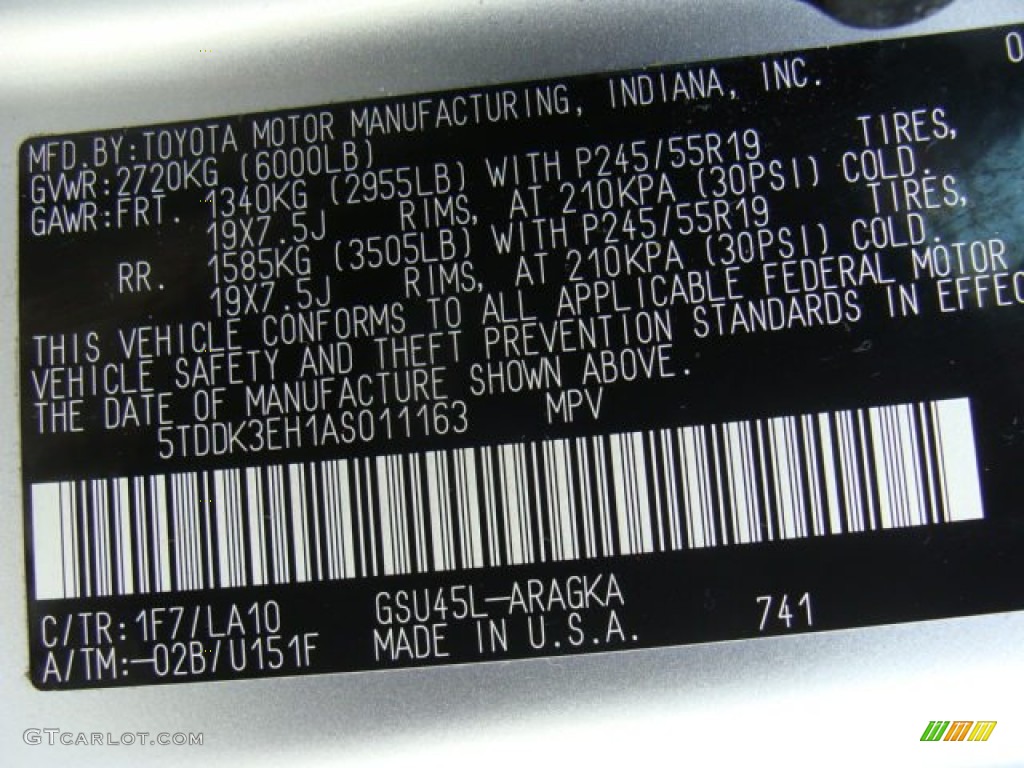 0
MFD.BY:TOYOTA MOTOR MANUFACTURING, INDIANA, INC.
GVWR:2720KG (6000LB)
GAWR:FRT. 1340KG (2955LB) WITH P245/55R19 TIRES,
19X7.5J RIMS, AT 210KPA (30PSI) COLD.
RR. 1585KG (3505LB) WITH P245/55R19 TIRES,
19X7.5J RIMS, AT 210KPA (30PSI) COLD.
THIS VEHICLE CONFORMS TO ALL APPLICABLE FEDERAL MOTOR
VEHICLE SAFETY AND THEFT PREVENTION STANDARDS IN EFFEC
THE DATE OF MANUFACTURE SHOWN ABOVE.
5TDDK3EH1AS011163 MPV
C/TR:1F7/LA10 GSU45L-ARAGKA 741
A/TM:-02B/U151F MADE IN U.S.A.
GTCarLot.com